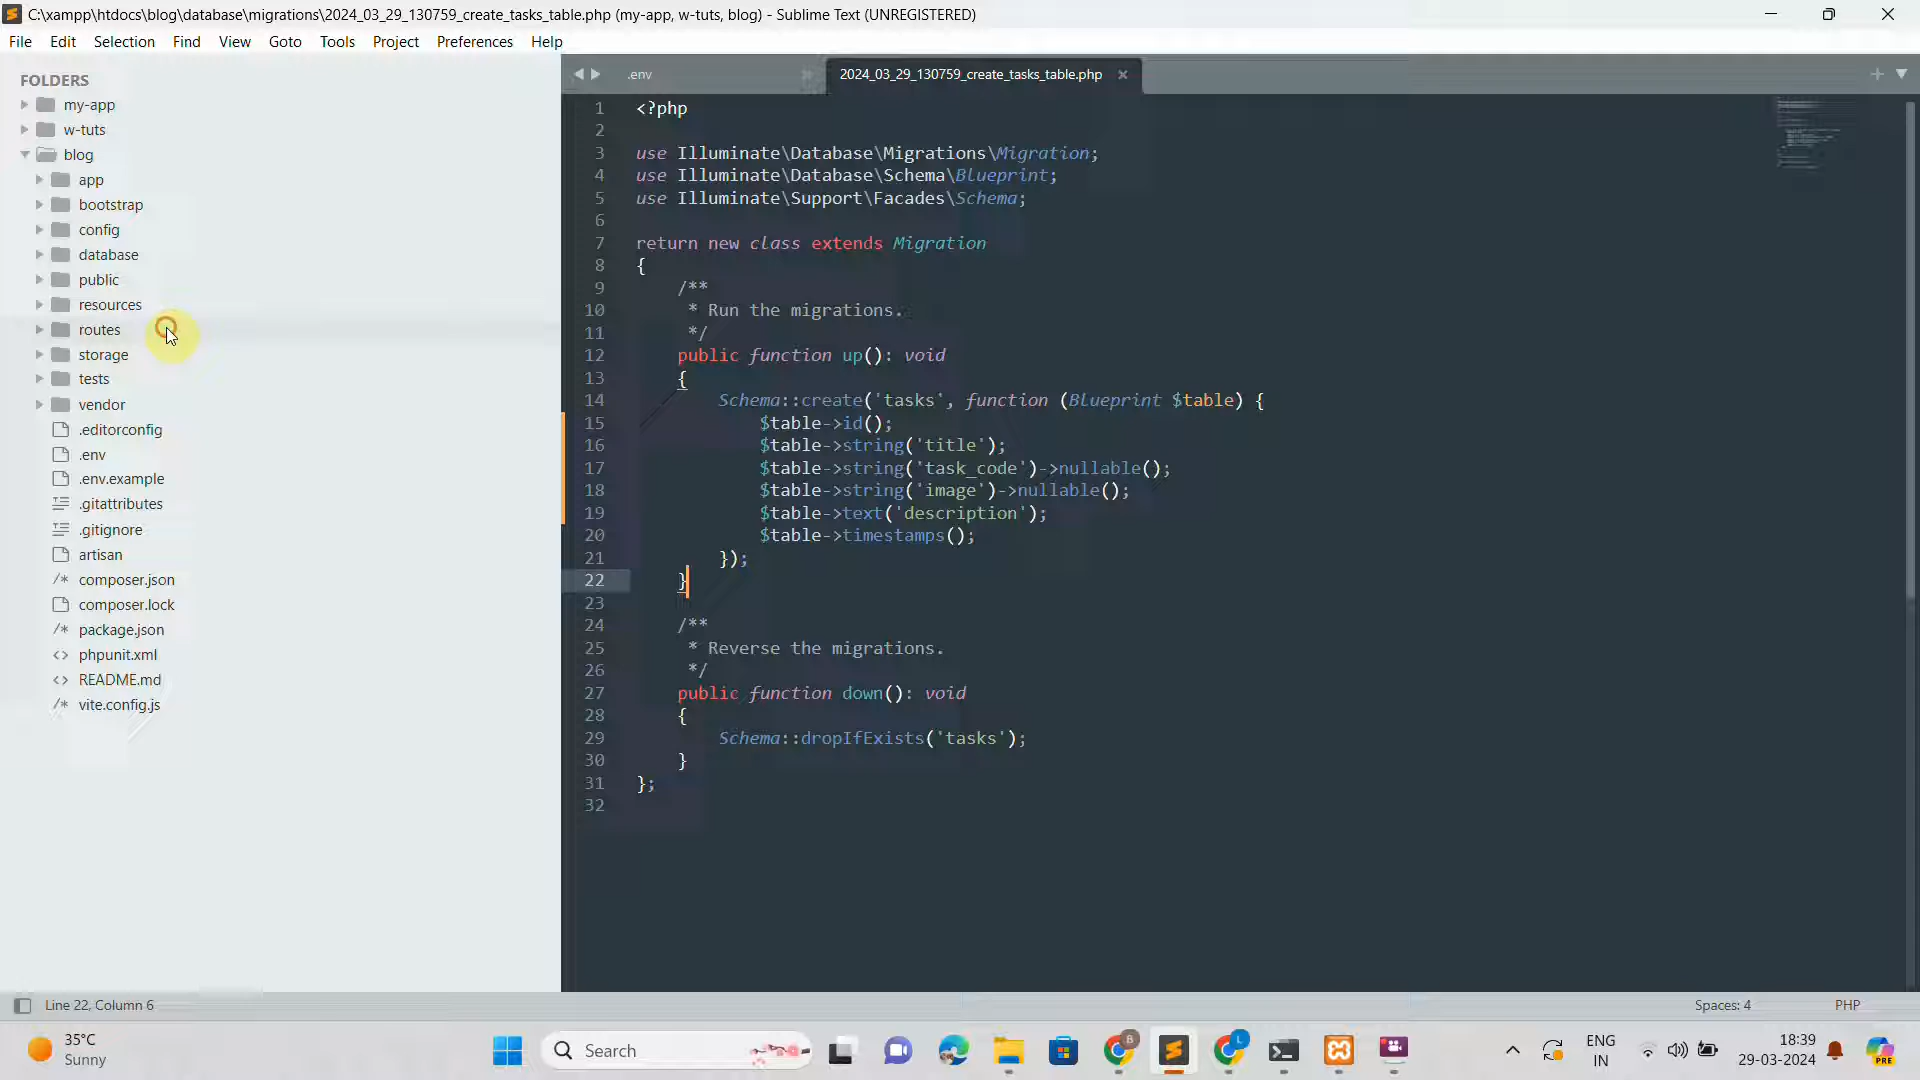 C:\xampp\htdocs\blog\database\migrations\2024_03_29_130759_create_tasks_table.php (my-app, w-tuts, blog) - Sublime Text (UNREGISTERED)
File Edit Selection Find View Goto Tools Project Preferences Help
FOLDERS
my-app
w-tuts
blog
app
bootstrap
config
database
public
resources
routes
storage
tests
vendor
.editorconfig
.env
.env.example
.gitattributes
.gitignore
artisan
composer.json
composer.lock
package.json
phpunit.xml
README.md
vite.config.js
.env
2024_03_29_130759_create_tasks_table.php
1 <?php
2
3 use Illuminate\Database\Migrations\Migration;
4 use Illuminate\Database\Schema\Blueprint;
5 use Illuminate\Support\Facades\Schema;
6
7 return new class extends Migration
8 {
9 /**
10 * Run the migrations.
11 */
12 public function up(): void
13 {
14 Schema::create('tasks', function (Blueprint $table) {
15 $table->id();
16 $table->string('title');
17 $table->string('task_code')->nullable();
18 $table->string('image')->nullable();
19 $table->text('description');
20 $table->timestamps();
21 });
22 }
23
24 /**
25 * Reverse the migrations.
26 */
27 public function down(): void
28 {
29 Schema::dropIfExists('tasks');
30 }
31 };
32
Line 22, Column 6
Spaces: 4
PHP
35°C
Sunny
Search
B
L
ENG
IN
18:39
29-03-2024
PRE